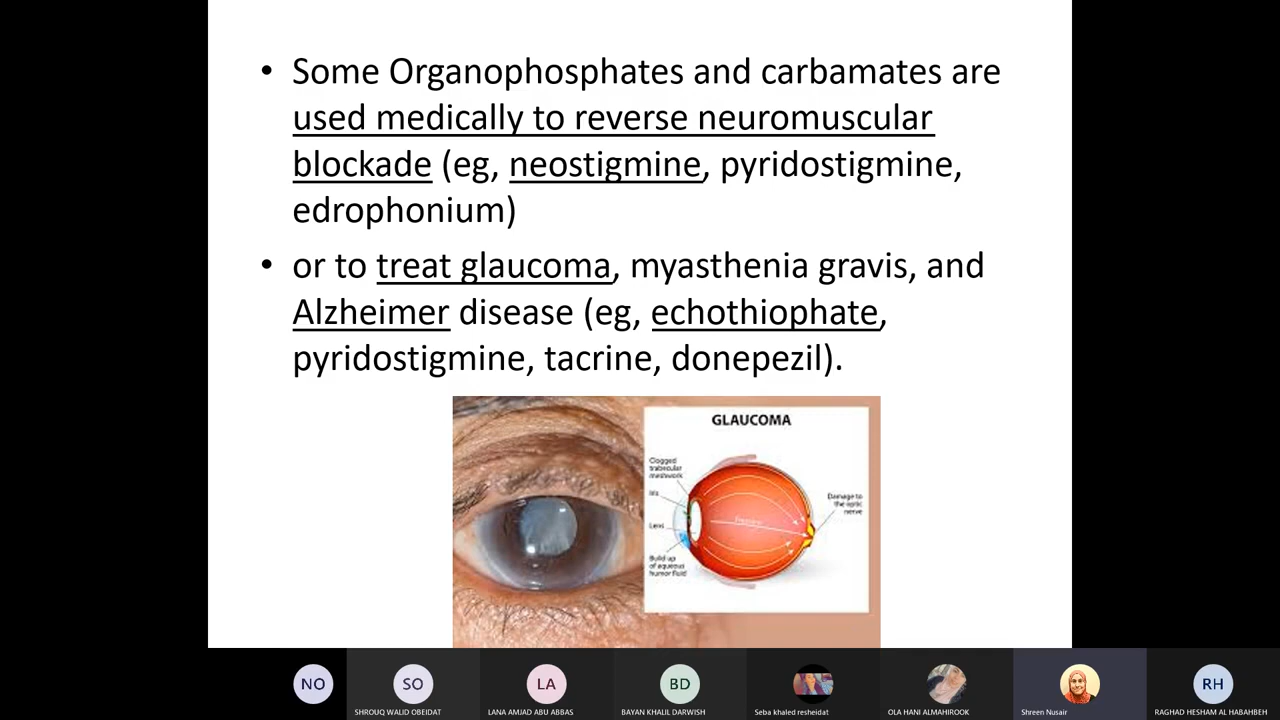 • Some Organophosphates and carbamates are
used medically to reverse neuromuscular
blockade (eg, neostigmine, pyridostigmine,
edrophonium)
• or to treat glaucoma, myasthenia gravis, and
Alzheimer disease (eg, echothiophate,
pyridostigmine, tacrine, donepezil).
GLAUCOMA
Clogged
trabecular
meshwork
Iris
Lens
Build up
of aqueous
humor fluid
Damage to
the optic
nerve
NO
SO
LA
BD
RH
SHROUQ WALID OBEIDAT
LANA AMJAD ABU ABBAS
BAYAN KHALIL DARWISH
Seba khaled resheidat
OLA HANI ALMAHIROOK
Shreen Nusair
RAGHAD HESHAM AL HABAHBEH